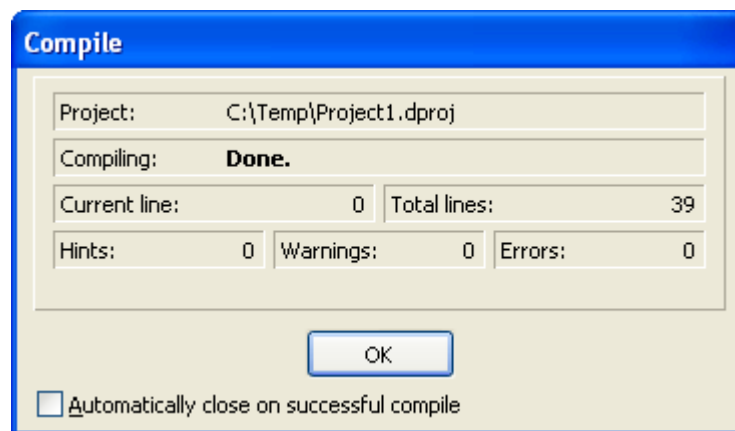 Compile
Project: C:\Temp\Project1.dproj
Compiling: Done.
Current line: 0 Total lines: 39
Hints: 0 Warnings: 0 Errors: 0
OK
Automatically close on successful compile